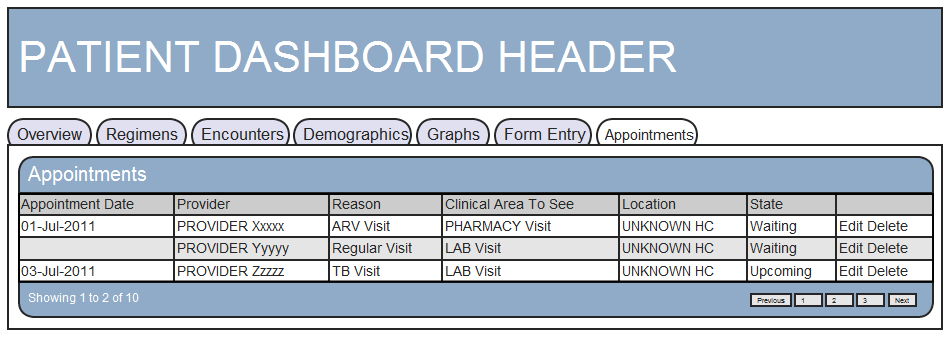 PATIENT DASHBOARD HEADER
Overview Regimens Encounters Demographics Graphs Form Entry Appointments
Appointments
Appointment Date Provider Reason Clinical Area To See Location State
01-Jul-2011 PROVIDER Xxxxx ARV Visit PHARMACY Visit UNKNOWN HC Waiting Edit Delete
PROVIDER Yyyyy Regular Visit LAB Visit UNKNOWN HC Waiting Edit Delete
03-Jul-2011 PROVIDER Zzzzz TB Visit LAB Visit UNKNOWN HC Upcoming Edit Delete
Showing 1 to 2 of 10 Previous 1 2 3 Next